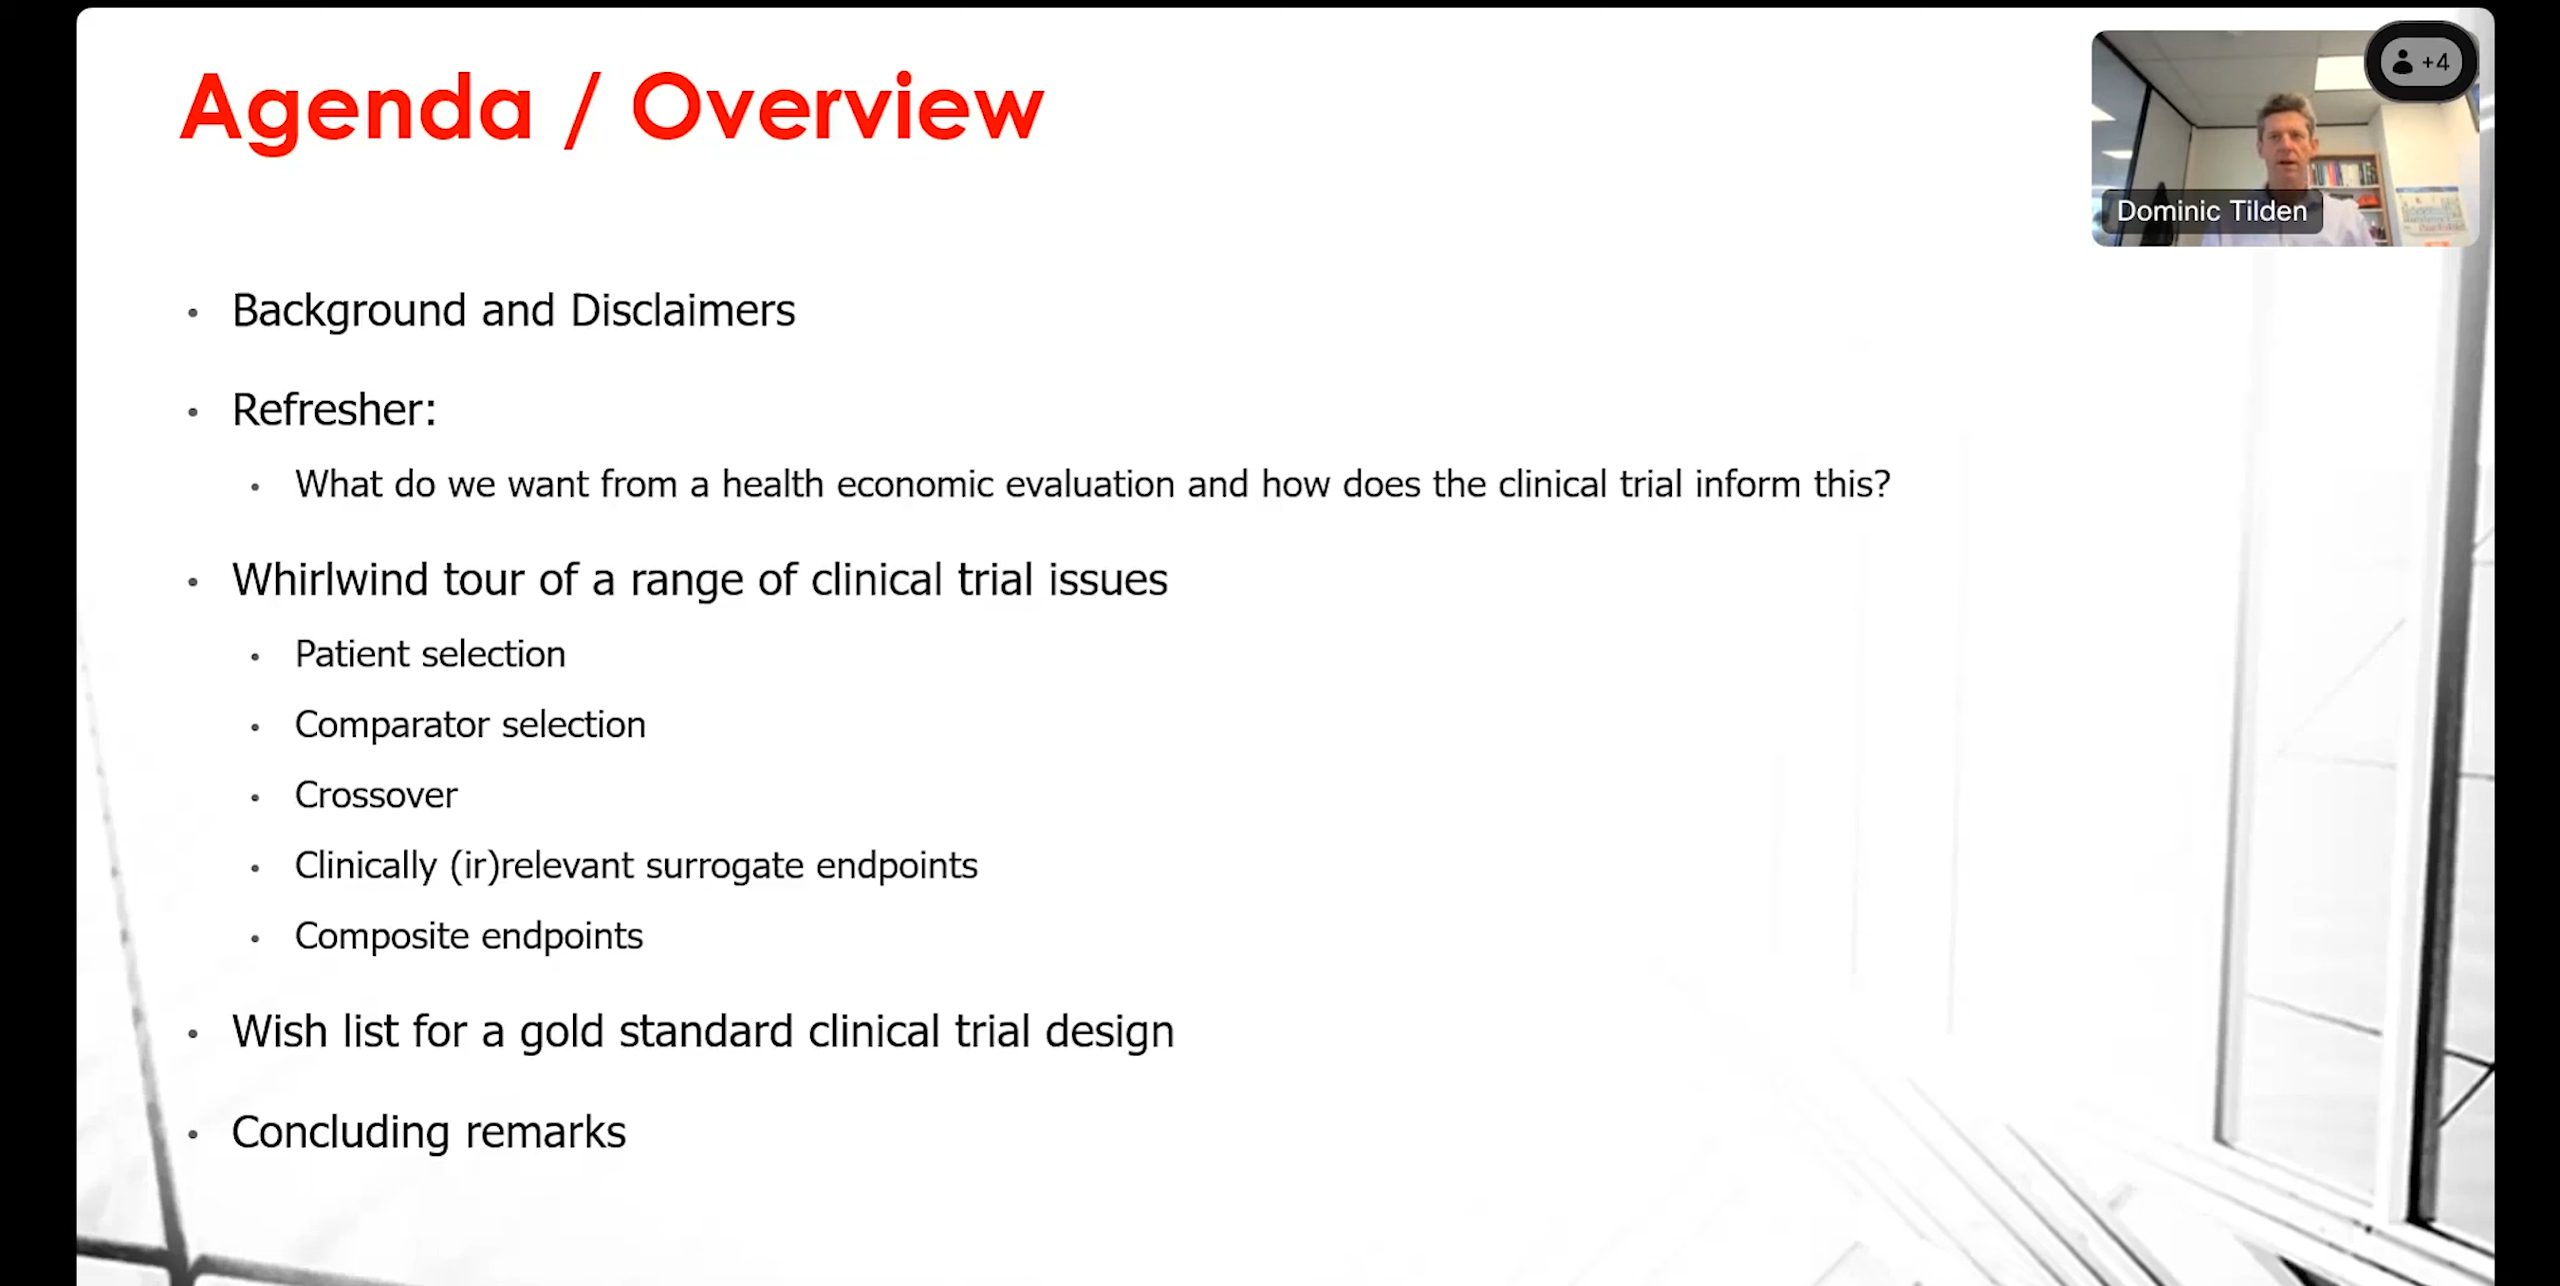 Agenda / Overview
+4
Dominic Tilden
• Background and Disclaimers
• Refresher:
• What do we want from a health economic evaluation and how does the clinical trial inform this?
• Whirlwind tour of a range of clinical trial issues
• Patient selection
• Comparator selection
• Crossover
• Clinically (ir)relevant surrogate endpoints
• Composite endpoints
• Wish list for a gold standard clinical trial design
• Concluding remarks